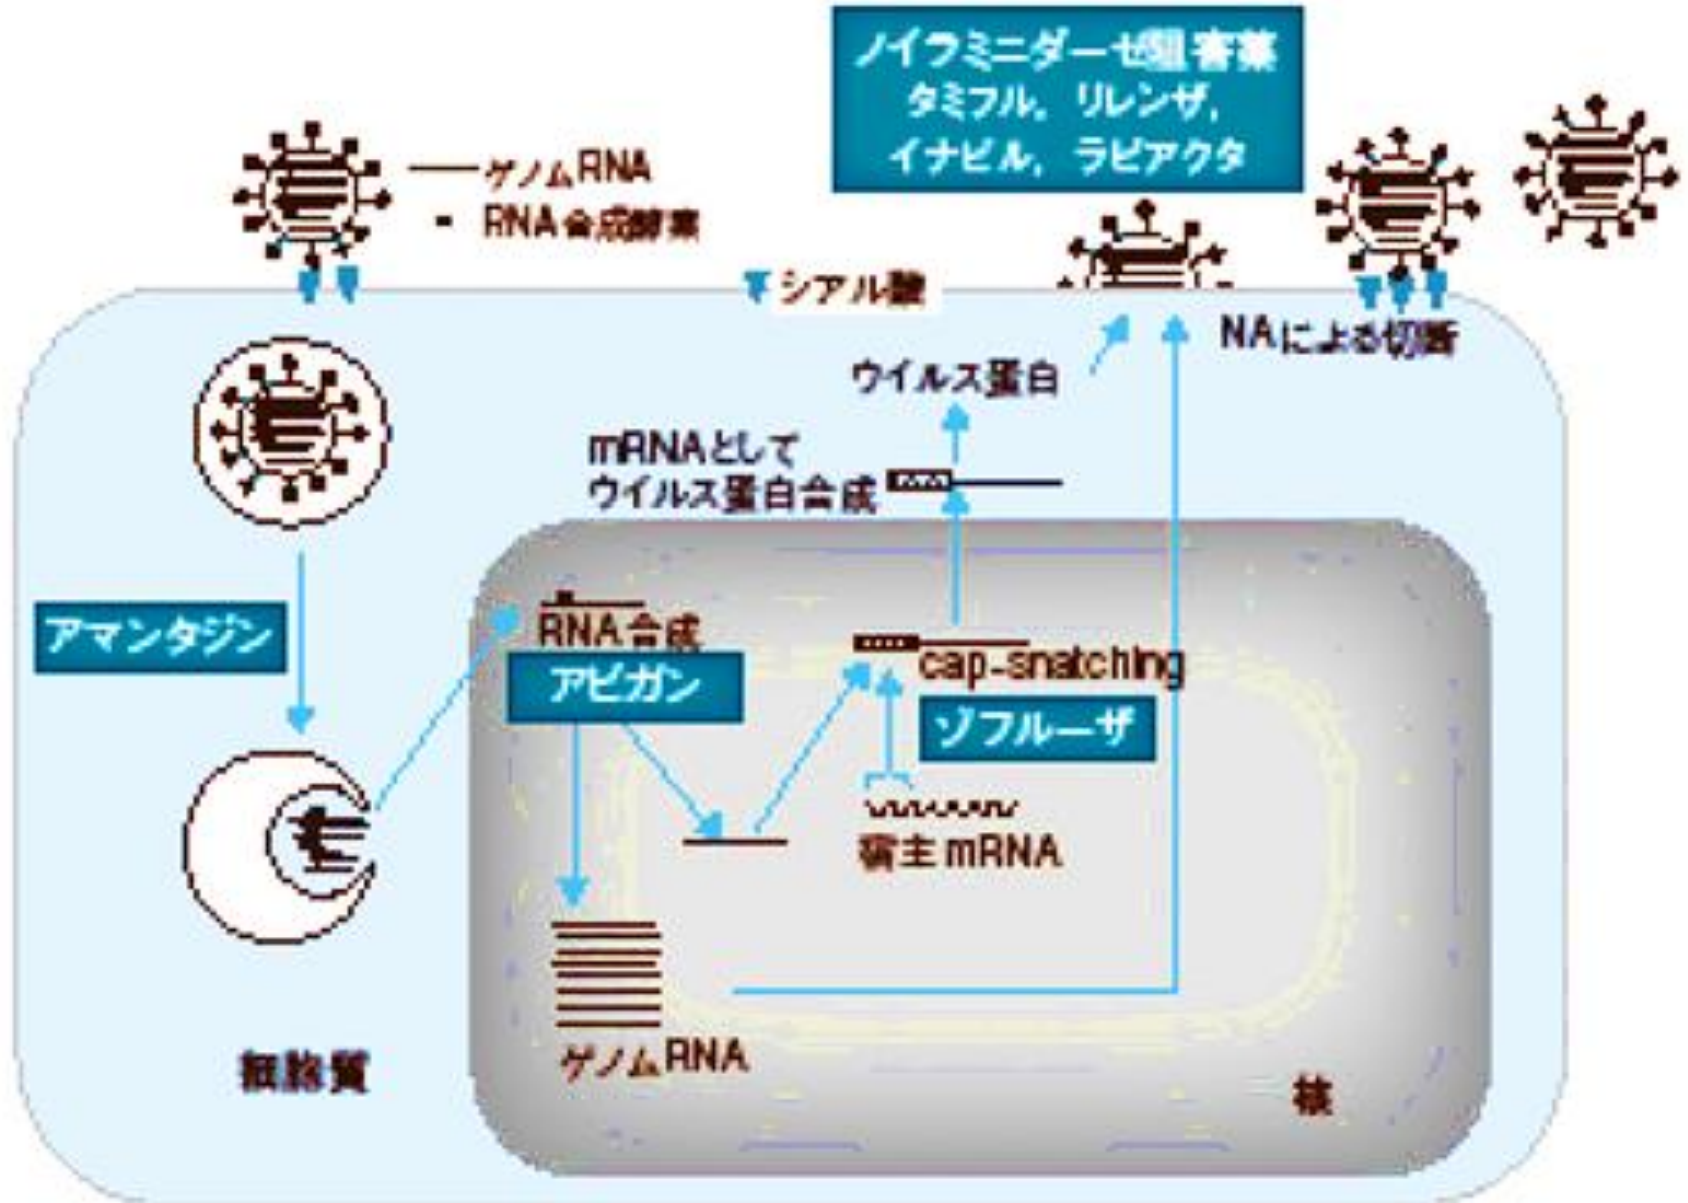 ノイラミニダーゼ阻害薬
タミフル, リレンザ,
イナビル, ラピアクタ
ゲノムRNA
RNA合成酵素
シアル酸
NAによる切断
ウイルス蛋白
mRNAとして
ウイルス蛋白合成
アマンタジン
RNA合成
アビガン
cap-snatching
ゾフルーザ
宿主mRNA
ゲノムRNA
細胞質
核